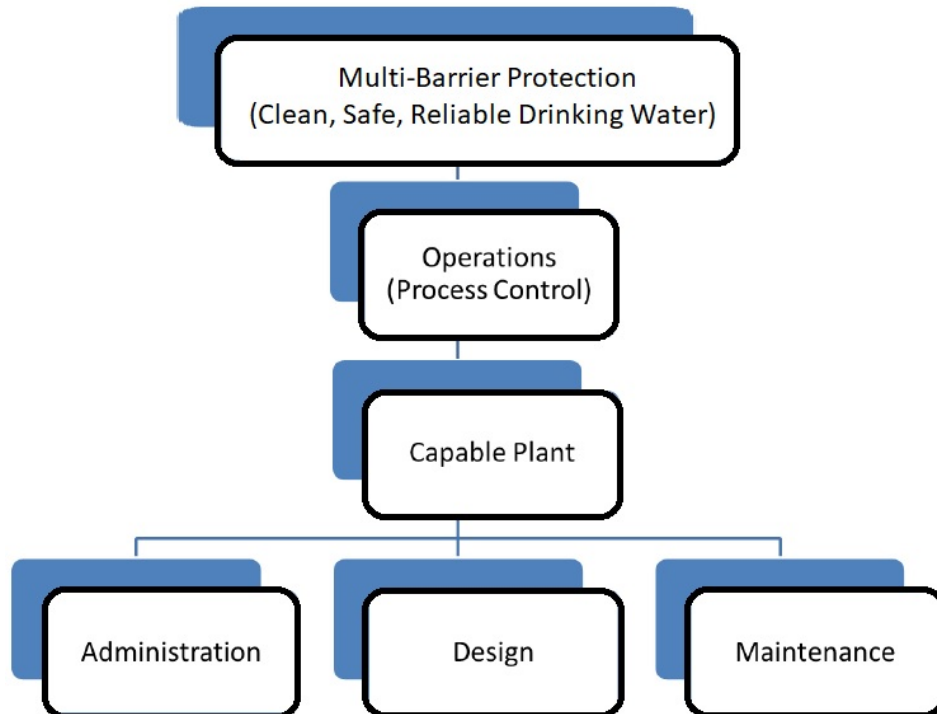 Multi-Barrier Protection
(Clean, Safe, Reliable Drinking Water)
Operations
(Process Control)
Capable Plant
Administration
Design
Maintenance